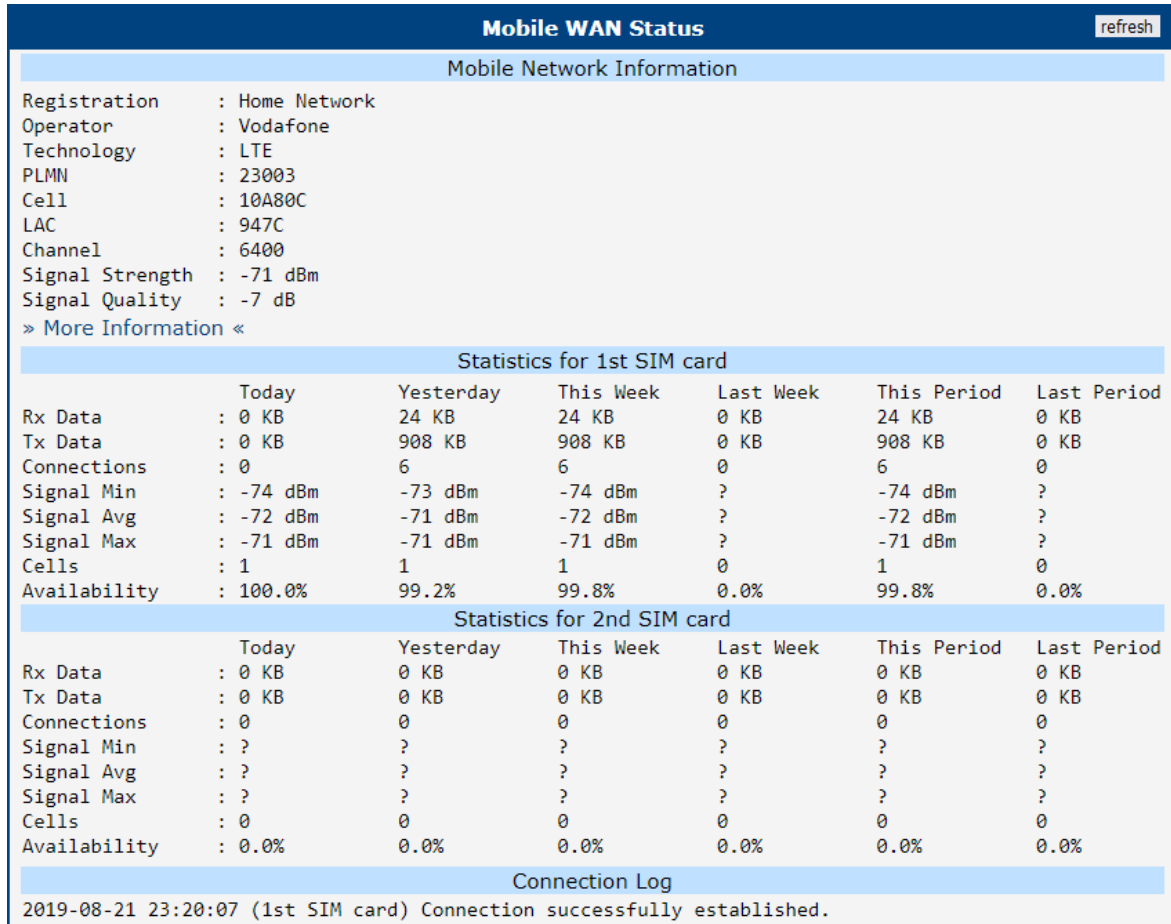 Mobile WAN Status
refresh
Mobile Network Information
Registration : Home Network
Operator : Vodafone
Technology : LTE
PLMN : 23003
Cell : 10A80C
LAC : 947C
Channel : 6400
Signal Strength : -71 dBm
Signal Quality : -7 dB
» More Information «
Statistics for 1st SIM card
Today Yesterday This Week Last Week This Period Last Period
Rx Data : 0 KB 24 KB 24 KB 0 KB 24 KB 0 KB
Tx Data : 0 KB 908 KB 908 KB 0 KB 908 KB 0 KB
Connections : 0 6 6 0 6 0
Signal Min : -74 dBm -73 dBm -74 dBm ? -74 dBm ?
Signal Avg : -72 dBm -71 dBm -72 dBm ? -72 dBm ?
Signal Max : -71 dBm -71 dBm -71 dBm ? -71 dBm ?
Cells : 1 1 1 0 1 0
Availability : 100.0% 99.2% 99.8% 0.0% 99.8% 0.0%
Statistics for 2nd SIM card
Today Yesterday This Week Last Week This Period Last Period
Rx Data : 0 KB 0 KB 0 KB 0 KB 0 KB 0 KB
Tx Data : 0 KB 0 KB 0 KB 0 KB 0 KB 0 KB
Connections : 0 0 0 0 0 0
Signal Min : ? ? ? ? ? ?
Signal Avg : ? ? ? ? ? ?
Signal Max : ? ? ? ? ? ?
Cells : 0 0 0 0 0 0
Availability : 0.0% 0.0% 0.0% 0.0% 0.0% 0.0%
Connection Log
2019-08-21 23:20:07 (1st SIM card) Connection successfully established.